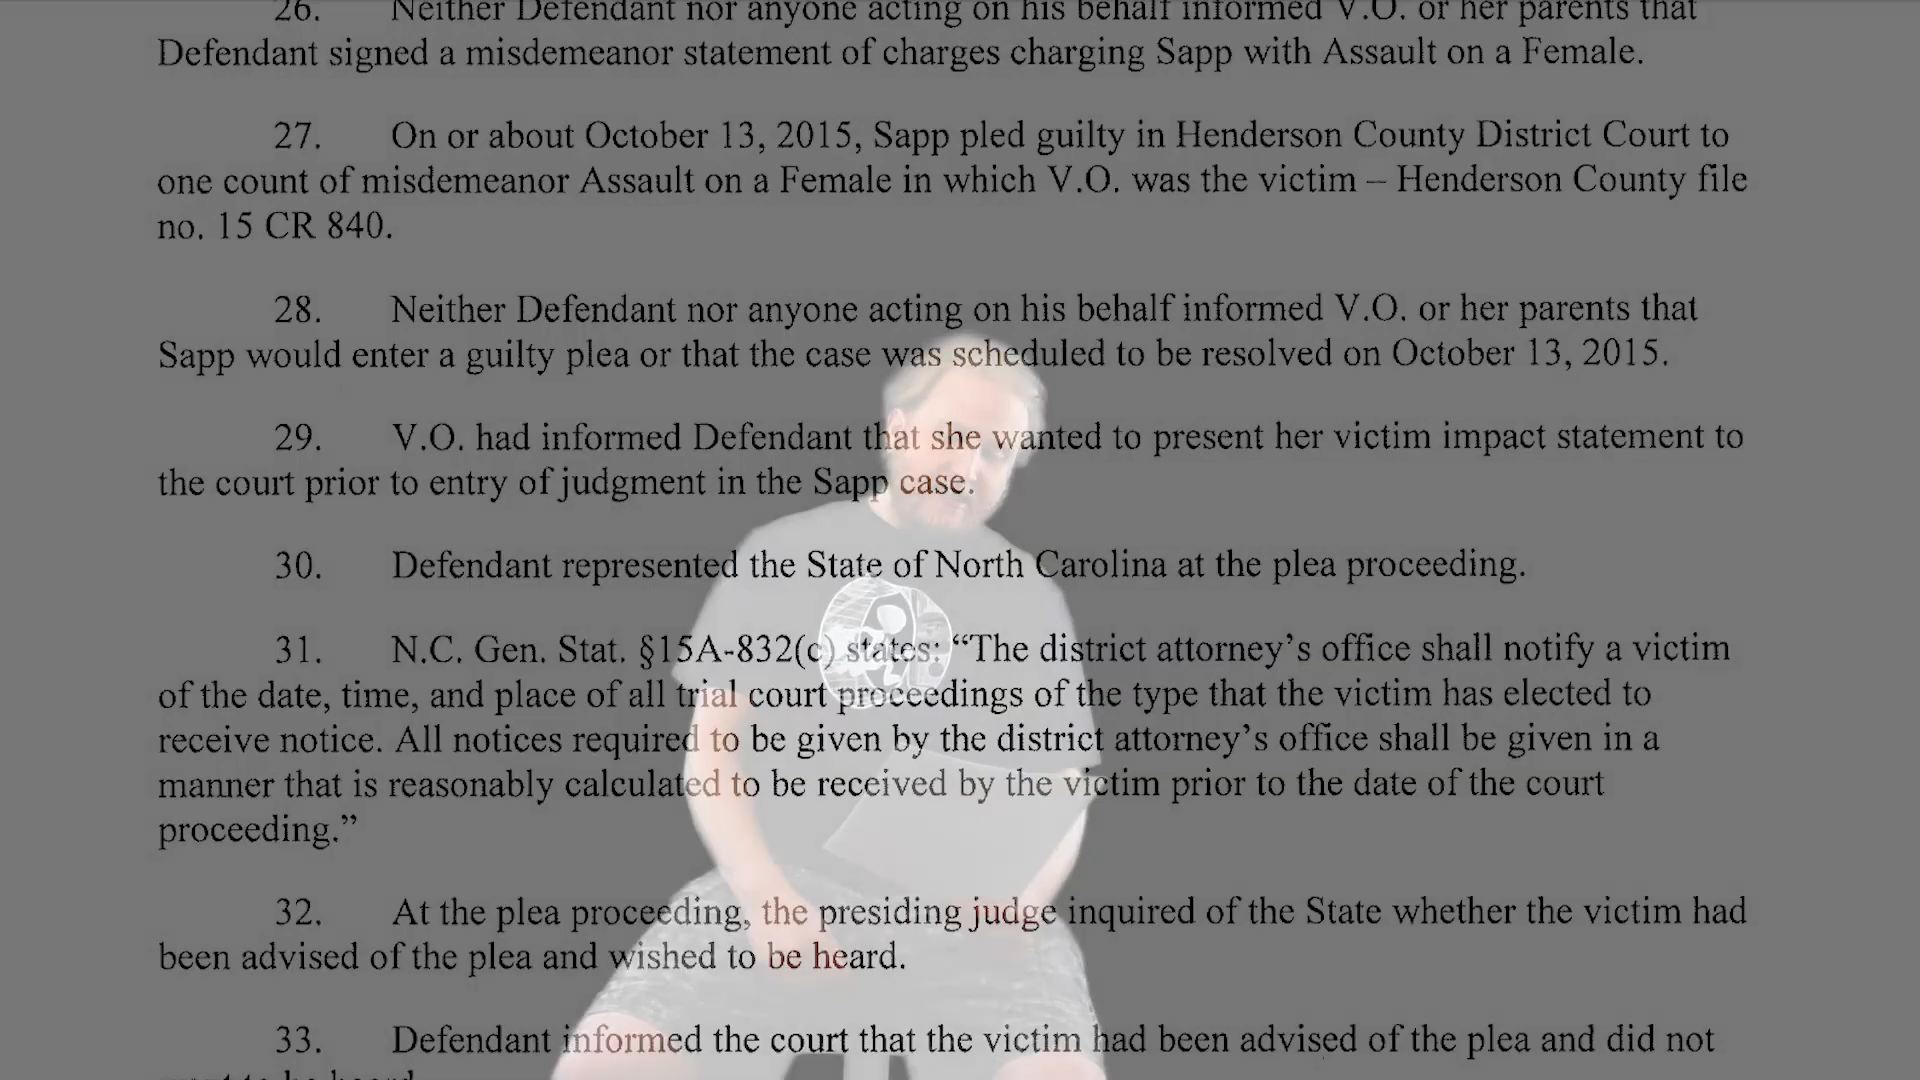 26. Neither Defendant nor anyone acting on his behalf informed V.O. or her parents that
Defendant signed a misdemeanor statement of charges charging Sapp with Assault on a Female.
27. On or about October 13, 2015, Sapp pled guilty in Henderson County District Court to
one count of misdemeanor Assault on a Female in which V.O. was the victim – Henderson County file
no. 15 CR 840.
28. Neither Defendant nor anyone acting on his behalf informed V.O. or her parents that
Sapp would enter a guilty plea or that the case was scheduled to be resolved on October 13, 2015.
29. V.O. had informed Defendant that she wanted to present her victim impact statement to
the court prior to entry of judgment in the Sapp case.
30. Defendant represented the State of North Carolina at the plea proceeding.
31. N.C. Gen. Stat. §15A-832(c) states: “The district attorney’s office shall notify a victim
of the date, time, and place of all trial court proceedings of the type that the victim has elected to
receive notice. All notices required to be given by the district attorney’s office shall be given in a
manner that is reasonably calculated to be received by the victim prior to the date of the court
proceeding.”
32. At the plea proceeding, the presiding judge inquired of the State whether the victim had
been advised of the plea and wished to be heard.
33. Defendant informed the court that the victim had been advised of the plea and did not